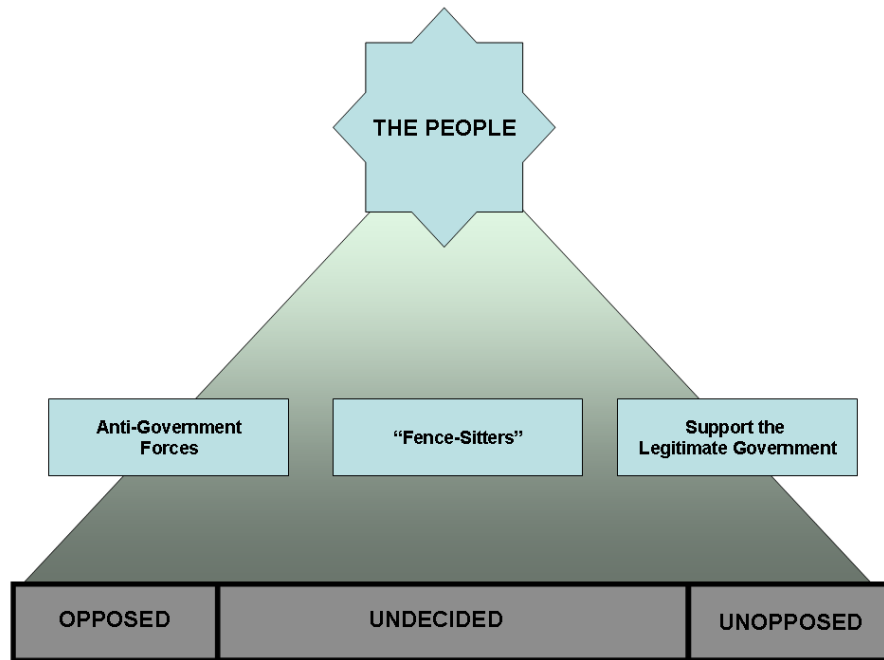 THE PEOPLE
Anti-Government
Forces
“Fence-Sitters”
Support the
Legitimate Government
OPPOSED
UNDECIDED
UNOPPOSED